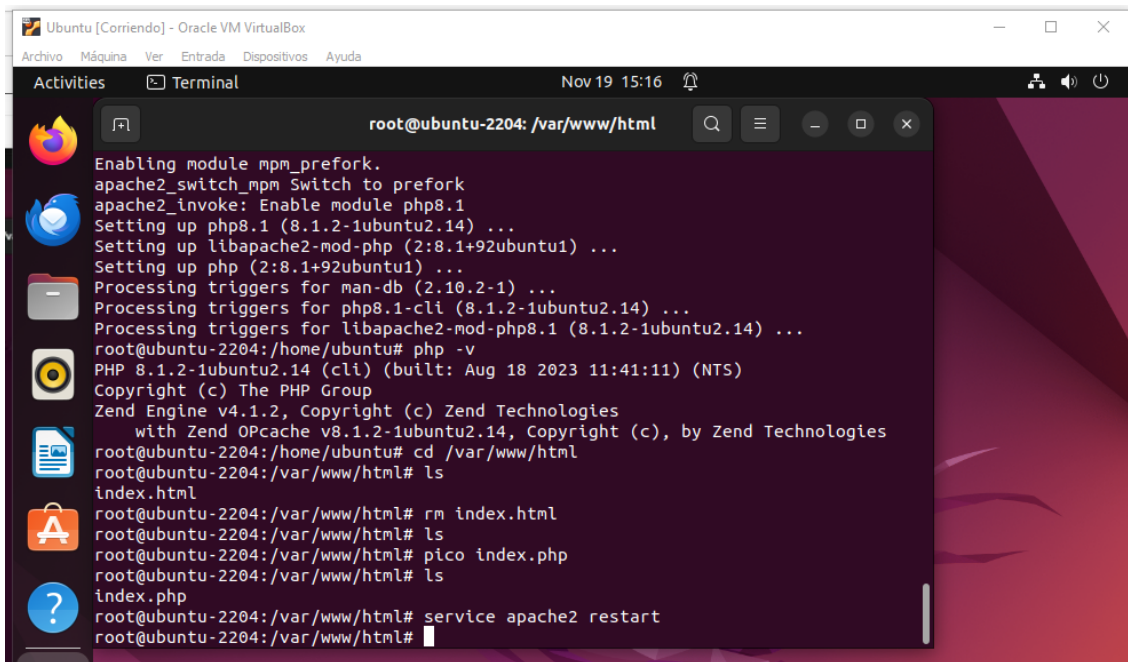 Ubuntu [Corriendo] - Oracle VM VirtualBox
Archivo Máquina Ver Entrada Dispositivos Ayuda
Activities Terminal Nov 19 15:16
root@ubuntu-2204: /var/www/html
Enabling module mpm_prefork.
apache2_switch_mpm Switch to prefork
apache2_invoke: Enable module php8.1
Setting up php8.1 (8.1.2-1ubuntu2.14) ...
Setting up libapache2-mod-php (2:8.1+92ubuntu1) ...
Setting up php (2:8.1+92ubuntu1) ...
Processing triggers for man-db (2.10.2-1) ...
Processing triggers for php8.1-cli (8.1.2-1ubuntu2.14) ...
Processing triggers for libapache2-mod-php8.1 (8.1.2-1ubuntu2.14) ...
root@ubuntu-2204:/home/ubuntu# php -v
PHP 8.1.2-1ubuntu2.14 (cli) (built: Aug 18 2023 11:41:11) (NTS)
Copyright (c) The PHP Group
Zend Engine v4.1.2, Copyright (c) Zend Technologies
    with Zend OPcache v8.1.2-1ubuntu2.14, Copyright (c), by Zend Technologies
root@ubuntu-2204:/home/ubuntu# cd /var/www/html
root@ubuntu-2204:/var/www/html# ls
index.html
root@ubuntu-2204:/var/www/html# rm index.html
root@ubuntu-2204:/var/www/html# ls
root@ubuntu-2204:/var/www/html# pico index.php
root@ubuntu-2204:/var/www/html# ls
index.php
root@ubuntu-2204:/var/www/html# service apache2 restart
root@ubuntu-2204:/var/www/html#